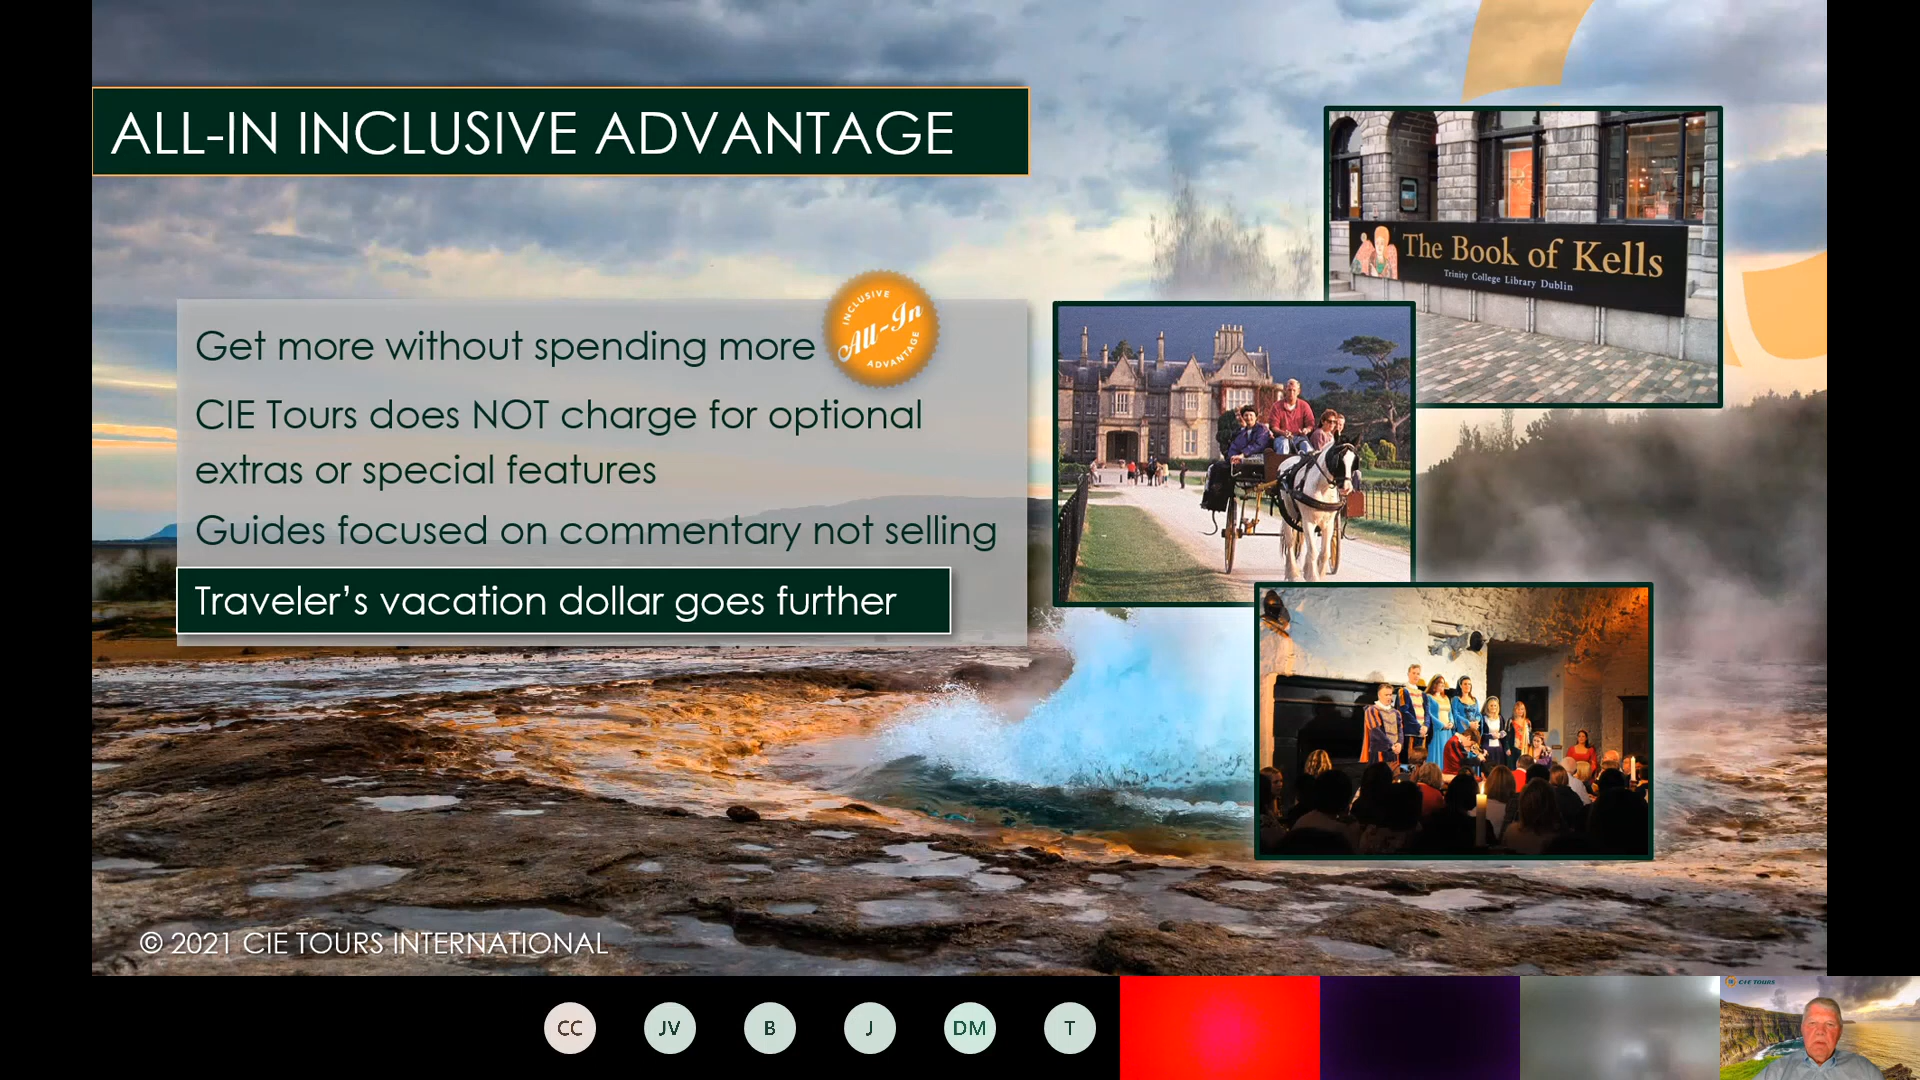 ALL-IN INCLUSIVE ADVANTAGE
The Book of Kells
Trinity College Library Dublin
Get more without spending more
INCLUSIVE
All-In
ADVANTAGE
CIE Tours does NOT charge for optional
extras or special features
Guides focused on commentary not selling
Traveler’s vacation dollar goes further
© 2021 CIE TOURS INTERNATIONAL
CC
JV
B
J
DM
T
CIE TOURS